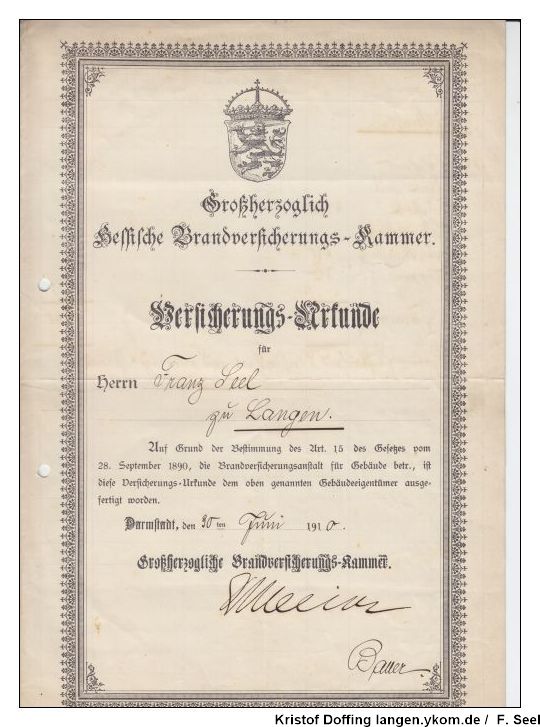 Großherzoglich
Hessische Brandversicherungs-Kammer.
Versicherungs-Urkunde
für
Herrn Franz Seel
zu Langen.
Auf Grund der Bestimmung des Art. 15 des Gesetzes vom
28. September 1890, die Brandversicherungsanstalt für Gebäude betr., ist
diese Versicherungs-Urkunde dem oben genannten Gebäudeeigentümer ausge-
fertigt worden.
Darmstadt, den 30ten Juni 1910.
Großherzogliche Brandversicherungs-Kammer.
Bauer
Kristof Doffing langen.ykom.de / F. Seel